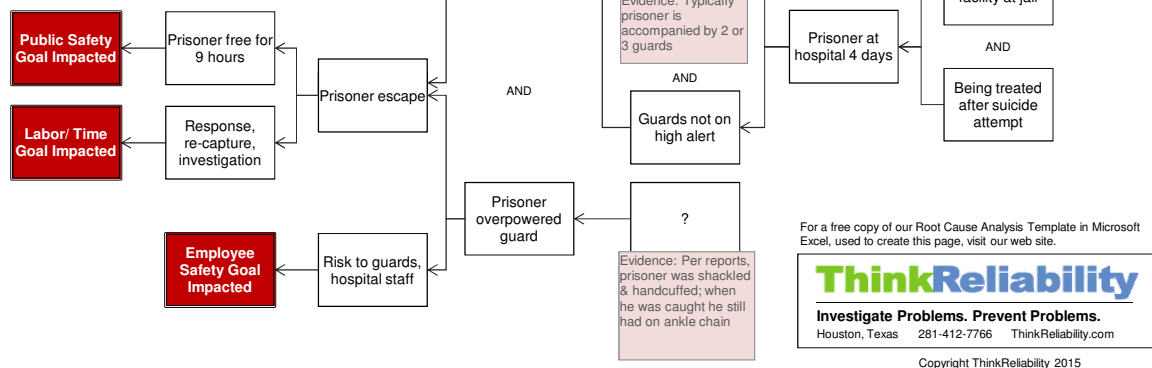 Public Safety
Goal Impacted
Prisoner free for
9 hours
Labor/ Time
Goal Impacted
Response,
re-capture,
investigation
Prisoner escape
AND
Employee
Safety Goal
Impacted
Risk to guards,
hospital staff
Prisoner
overpowered
guard
Evidence: Typically
prisoner is
accompanied by 2 or
3 guards
AND
Guards not on
high alert
?
Evidence: Per reports,
prisoner was shackled
& handcuffed; when
he was caught he still
had on ankle chain
Prisoner at
hospital 4 days
facility at jail
AND
Being treated
after suicide
attempt
For a free copy of our Root Cause Analysis Template in Microsoft
Excel, used to create this page, visit our web site.
ThinkReliability
Investigate Problems. Prevent Problems.
Houston, Texas 281-412-7766 ThinkReliability.com
Copyright ThinkReliability 2015